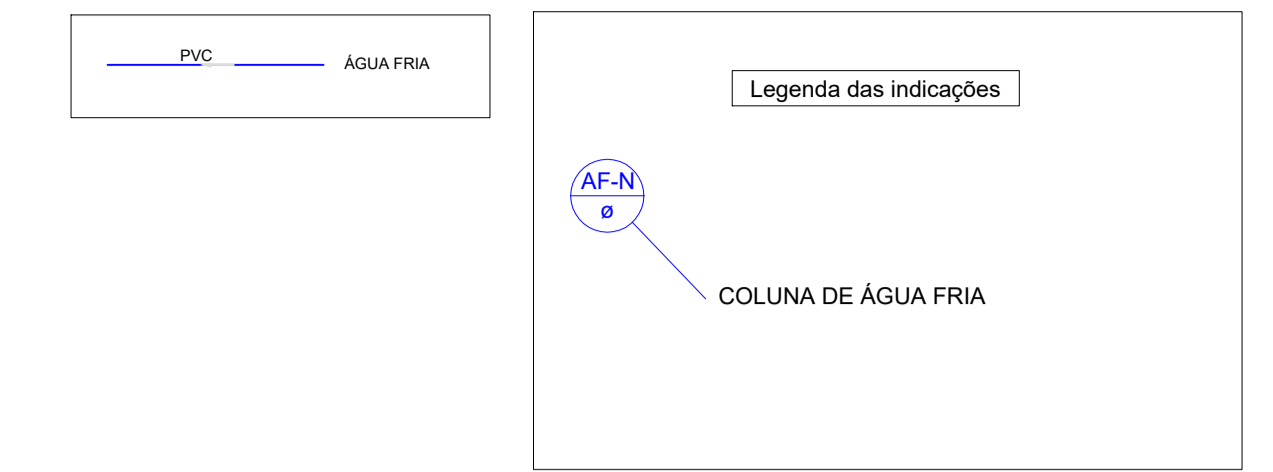 PVC
ÁGUA FRIA
Legenda das indicações
AF-N
ø
COLUNA DE ÁGUA FRIA